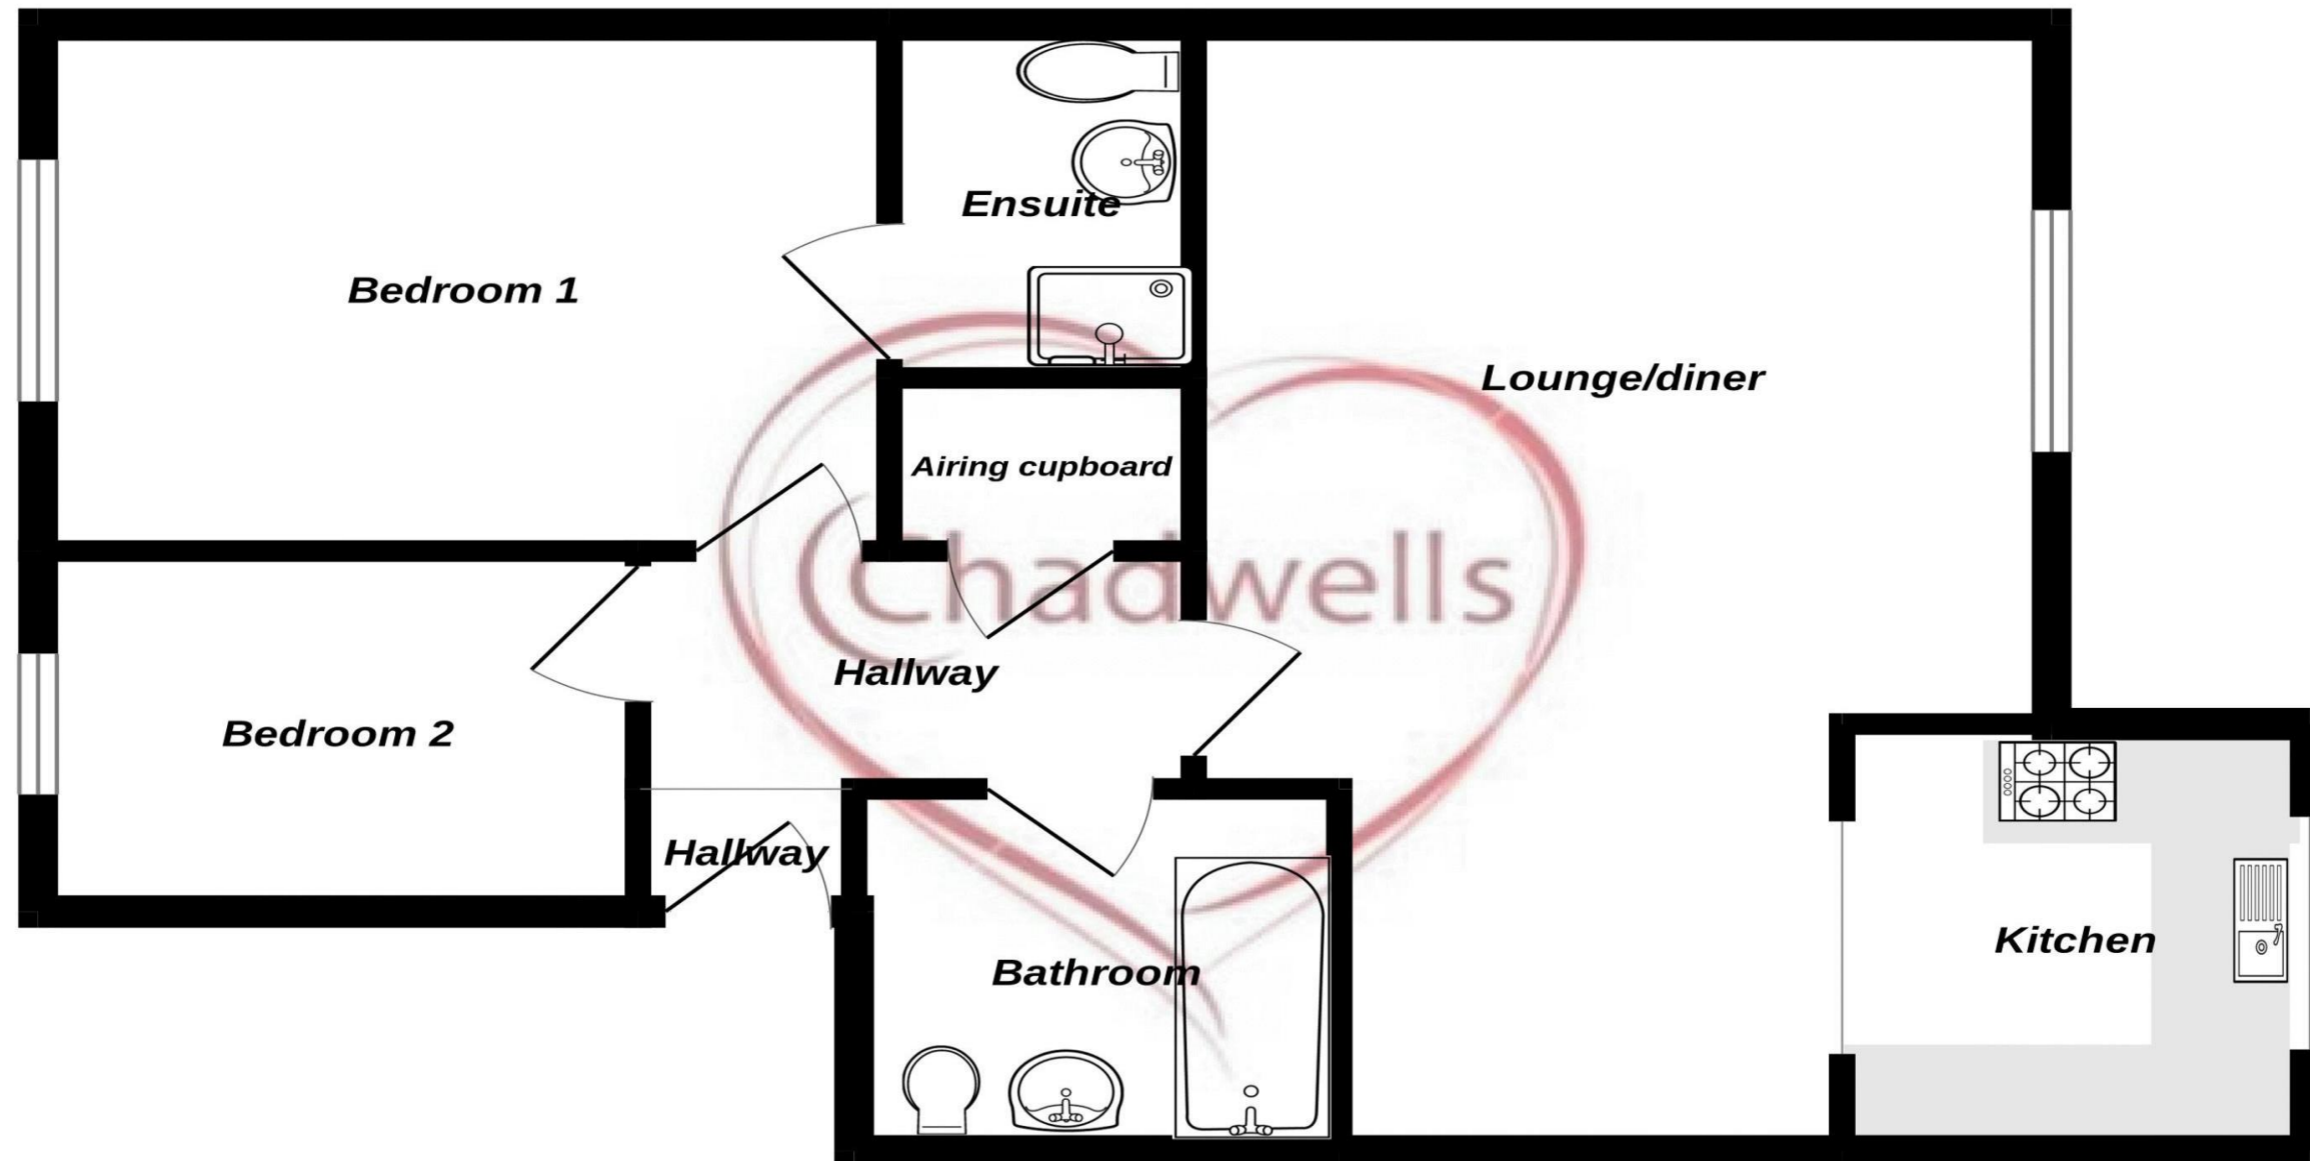 Ensuite
Bedroom 1
Lounge/diner
Airing cupboard
Chadwells
Hallway
Bedroom 2
Hallway
Kitchen
Bathroom